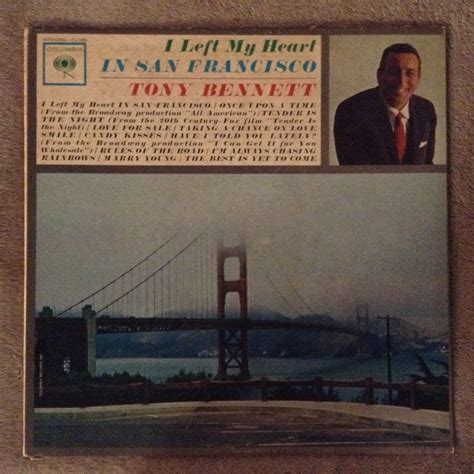 COLUMBIA
I Left My Heart
IN SAN FRANCISCO
TONY BENNETT
I Left My Heart IN SAN FRANCISCO / ONCE UPON A TIME
(From the Broadway production "All American") / TENDER IS
THE NIGHT (From the 20th Century-Fox film "Tender Is
the Night) / LOVE FOR SALE / TAKING A CHANCE ON LOVE
SMILE / CANDY KISSES / HAVE I TOLD YOU LATELY?
(From the Broadway production "I Can Get It for You
Wholesale") / RULES OF THE ROAD / I'M ALWAYS CHASING
RAINBOWS / MARRY YOUNG / THE BEST IS YET TO COME